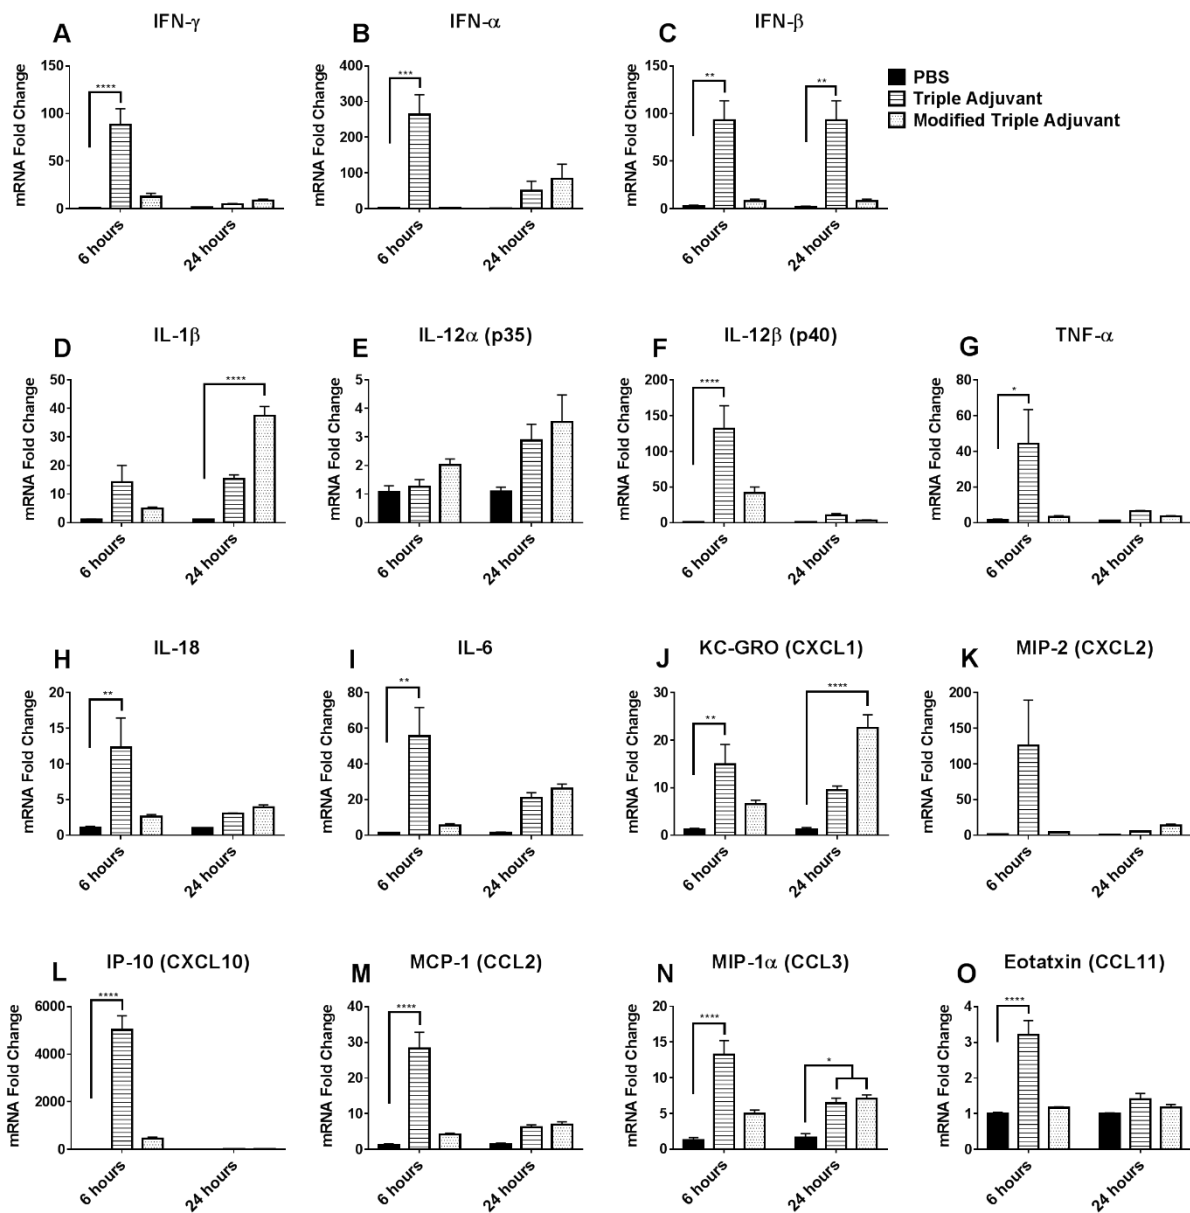 A IFN-γ
mRNA Fold Change
150
100
50
0
****
6 hours
24 hours
B IFN-α
mRNA Fold Change
400
300
200
100
0
***
6 hours
24 hours
C IFN-β
mRNA Fold Change
150
100
50
0
**
**
6 hours
24 hours
PBS
Triple Adjuvant
Modified Triple Adjuvant
D IL-1β
mRNA Fold Change
50
40
30
20
10
0
****
6 hours
24 hours
E IL-12α (p35)
mRNA Fold Change
5
4
3
2
1
0
6 hours
24 hours
F IL-12β (p40)
mRNA Fold Change
200
150
100
50
0
****
6 hours
24 hours
G TNF-α
mRNA Fold Change
80
60
40
20
0
*
6 hours
24 hours
H IL-18
mRNA Fold Change
20
15
10
5
0
**
6 hours
24 hours
I IL-6
mRNA Fold Change
80
60
40
20
0
**
6 hours
24 hours
J KC-GRO (CXCL1)
mRNA Fold Change
30
20
10
0
**
****
6 hours
24 hours
K MIP-2 (CXCL2)
mRNA Fold Change
200
150
100
50
0
6 hours
24 hours
L IP-10 (CXCL10)
mRNA Fold Change
6000
4000
2000
0
****
6 hours
24 hours
M MCP-1 (CCL2)
mRNA Fold Change
40
30
20
10
0
****
6 hours
24 hours
N MIP-1α (CCL3)
mRNA Fold Change
20
15
10
5
0
****
*
6 hours
24 hours
O Eotatxin (CCL11)
mRNA Fold Change
4
3
2
1
0
****
6 hours
24 hours